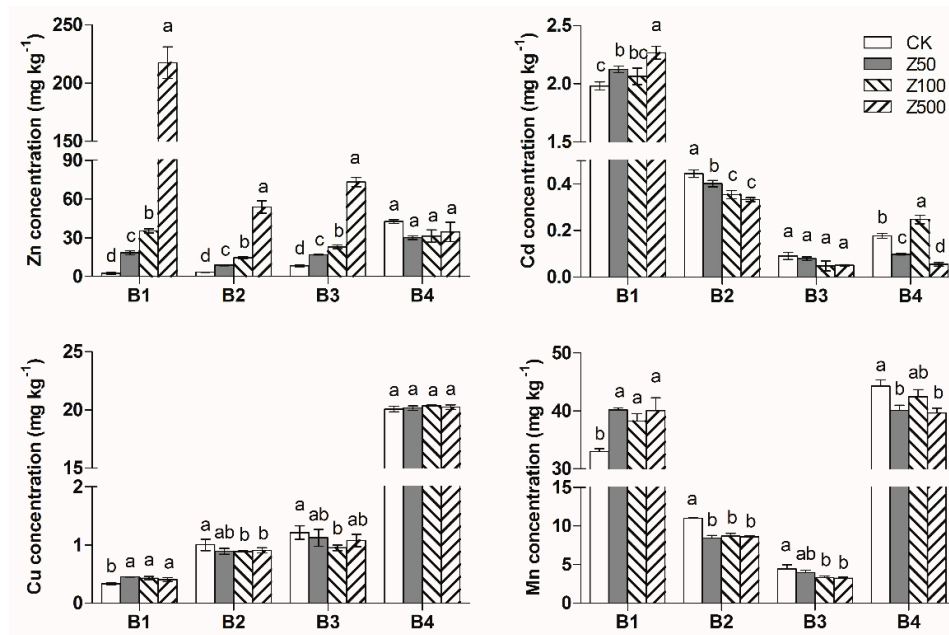 Zn concentration (mg kg-1)
250
200
150
90
60
30
0
a
d c b
a
d c b
a
d c b
a a a a
B1 B2 B3 B4
Cd concentration (mg kg-1)
2.5
2.0
1.5
0.4
0.2
0.0
c b bc a
a b c c
a a a a
b c a d
B1 B2 B3 B4
CK
Z50
Z100
Z500
Cu concentration (mg kg-1)
25
20
15
2
1
0
b a a a
a ab b b
a ab b ab
a a a a
B1 B2 B3 B4
Mn concentration (mg kg-1)
50
40
30
15
10
5
0
b a a a
a b b b
a ab b b
a b ab b
B1 B2 B3 B4